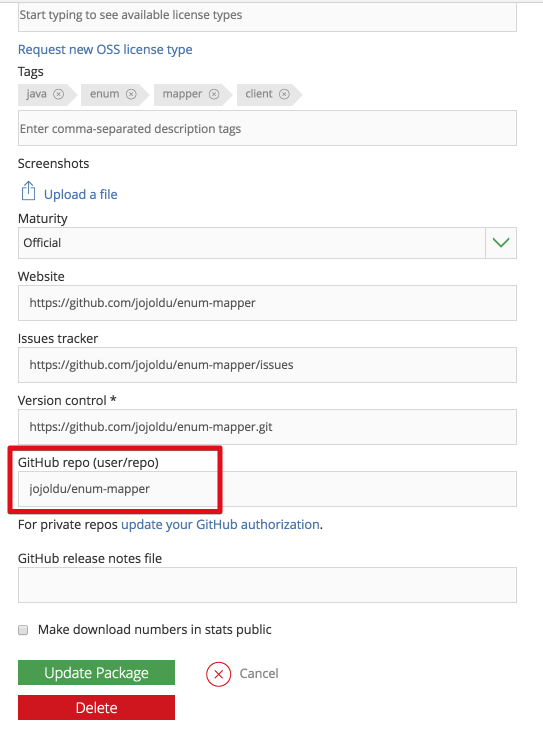 Start typing to see available license types
Request new OSS license type
Tags
java enum mapper client
Enter comma-separated description tags
Screenshots
Upload a file
Maturity
Official
Website
https://github.com/jojoldu/enum-mapper
Issues tracker
https://github.com/jojoldu/enum-mapper/issues
Version control *
https://github.com/jojoldu/enum-mapper.git
GitHub repo (user/repo)
jojoldu/enum-mapper
For private repos update your GitHub authorization.
GitHub release notes file
Make download numbers in stats public
Update Package Cancel
Delete